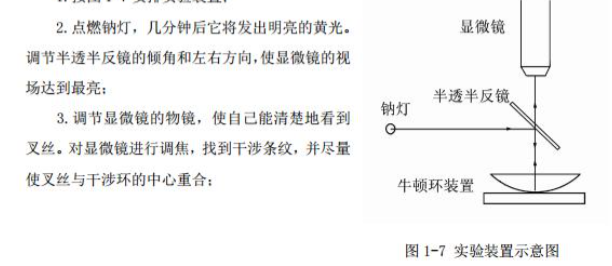 2.点燃钠灯，几分钟后它将发出明亮的黄光。
调节半透半反镜的倾角和左右方向，使显微镜的视
场达到最亮；
3.调节显微镜的物镜，使自己能清楚地看到
叉丝。对显微镜进行调焦，找到干涉条纹，并尽量
使叉丝与干涉环的中心重合；
显微镜
半透半反镜
钠灯
牛顿环装置
图 1-7 实验装置示意图